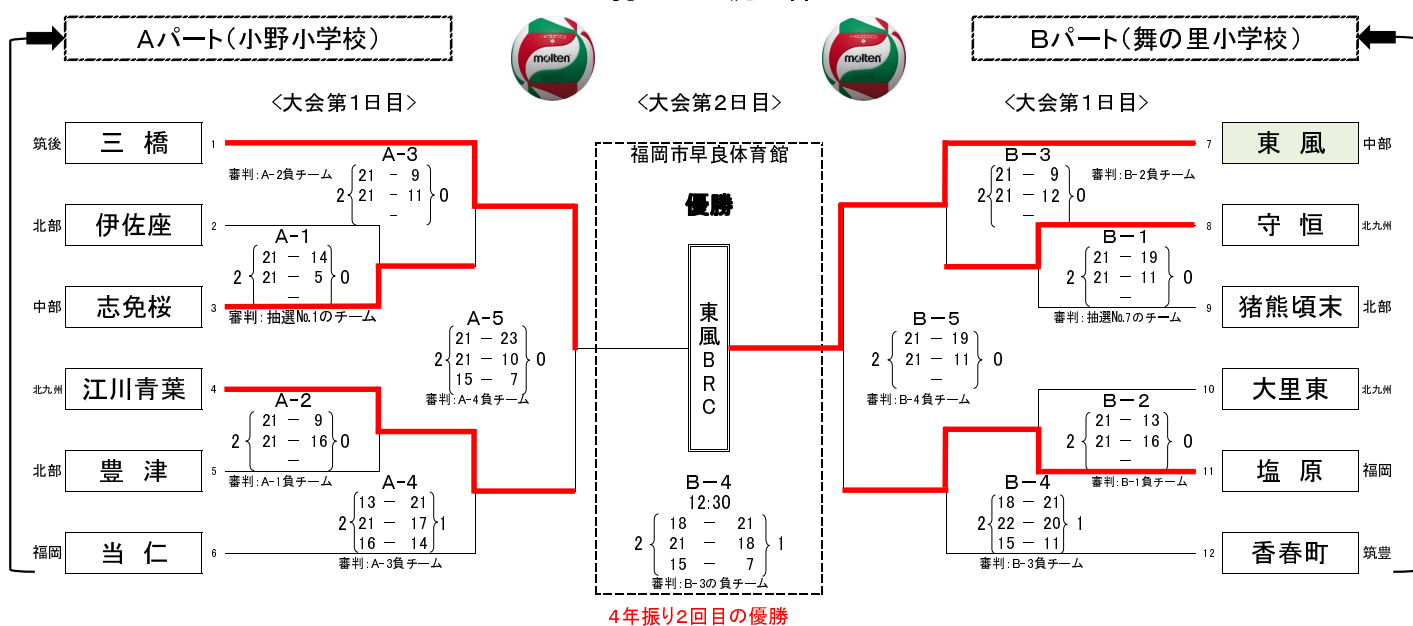 Aパート(小野小学校)
Bパート(舞の里小学校)
molten
molten
<大会第1日目>
<大会第2日目>
<大会第1日目>
筑後 三 橋 1
北部 伊佐座 2
中部 志免桜 3
北九州 江川青葉 4
北部 豊 津 5
福岡 当 仁 6
A-3
審判:A-2負チーム
2 21 - 9 0
21 - 11
-
A-1
2 21 - 14 0
21 - 5
-
審判:抽選No.1のチーム
A-5
2 21 - 23 0
21 - 10
15 - 7
審判:A-4負チーム
A-2
2 21 - 9 0
21 - 16
-
審判:A-1負チーム
A-4
2 13 - 21 1
21 - 17
16 - 14
審判:A-3負チーム
福岡市早良体育館
優勝
東風BRC
B-4
12:30
2 18 - 21 1
21 - 18
15 - 7
審判:B-3の負チーム
4年振り2回目の優勝
7 東 風 中部
8 守 恒 北九州
9 猪熊頃末 北部
10 大里東 北九州
11 塩 原 福岡
12 香春町 筑豊
B-3
審判:B-2負チーム
2 21 - 9 0
21 - 12
-
B-1
2 21 - 19 0
21 - 11
-
審判:抽選No.7のチーム
B-5
2 21 - 19 0
21 - 11
-
審判:B-4負チーム
B-2
2 21 - 13 0
21 - 16
-
審判:B-1負チーム
B-4
2 18 - 21 1
22 - 20
15 - 11
審判:B-3負チーム